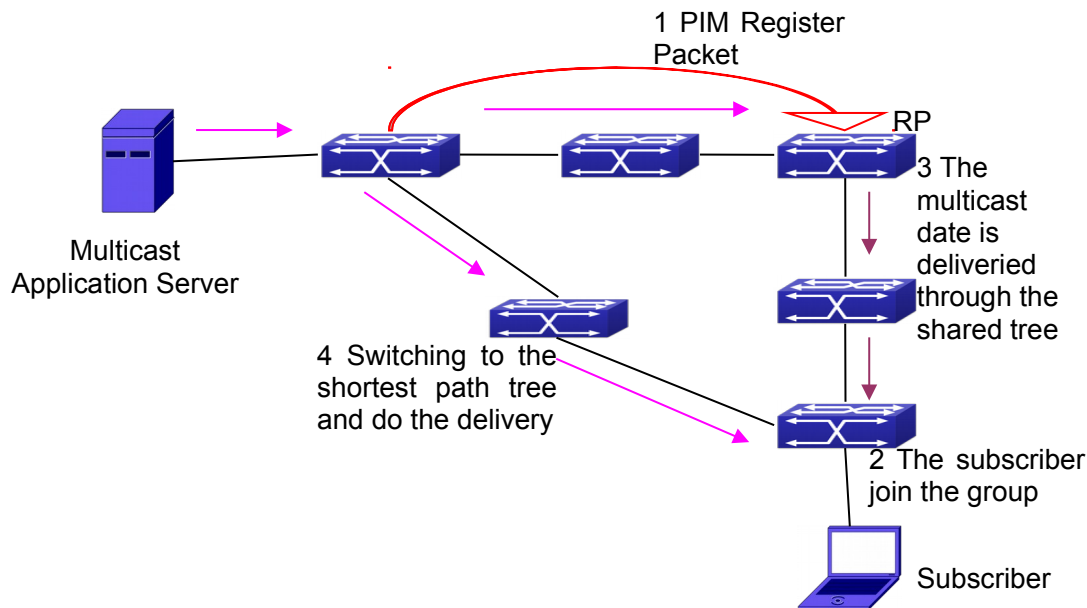 1 PIM Register
Packet
RP
3 The
multicast
date is
deliveried
through the
shared tree
Multicast
Application Server
4 Switching to the
shortest path tree
and do the delivery
2 The subscriber
join the group
Subscriber